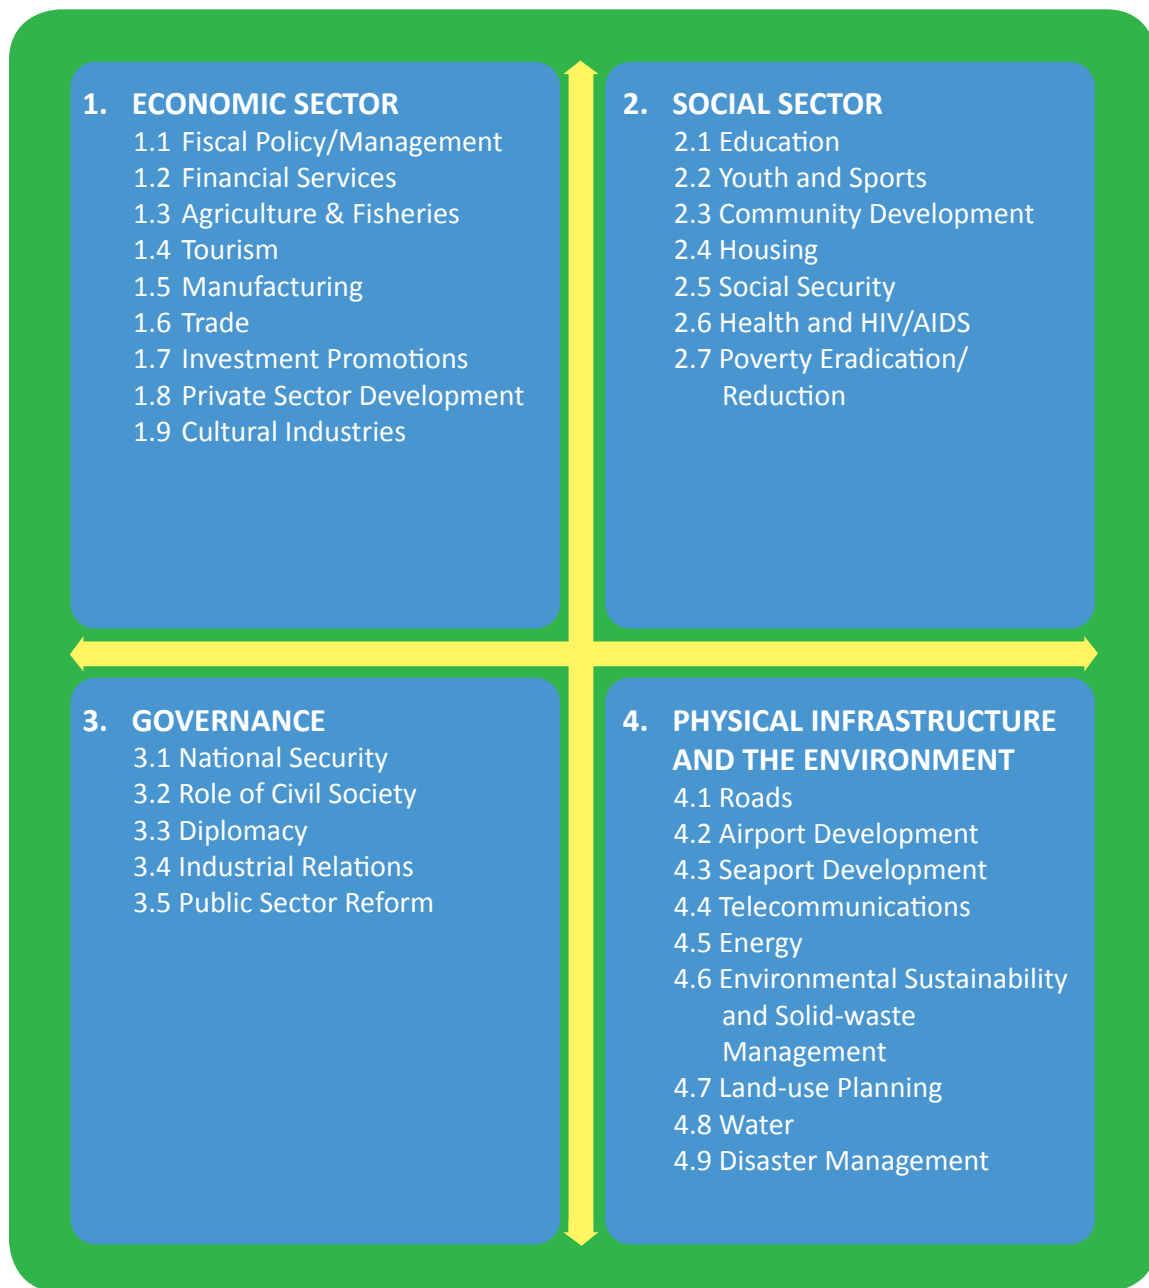 1. ECONOMIC SECTOR
1.1 Fiscal Policy/Management
1.2 Financial Services
1.3 Agriculture & Fisheries
1.4 Tourism
1.5 Manufacturing
1.6 Trade
1.7 Investment Promotions
1.8 Private Sector Development
1.9 Cultural Industries
2. SOCIAL SECTOR
2.1 Education
2.2 Youth and Sports
2.3 Community Development
2.4 Housing
2.5 Social Security
2.6 Health and HIV/AIDS
2.7 Poverty Eradication/
Reduction
3. GOVERNANCE
3.1 National Security
3.2 Role of Civil Society
3.3 Diplomacy
3.4 Industrial Relations
3.5 Public Sector Reform
4. PHYSICAL INFRASTRUCTURE
AND THE ENVIRONMENT
4.1 Roads
4.2 Airport Development
4.3 Seaport Development
4.4 Telecommunications
4.5 Energy
4.6 Environmental Sustainability
and Solid-waste
Management
4.7 Land-use Planning
4.8 Water
4.9 Disaster Management